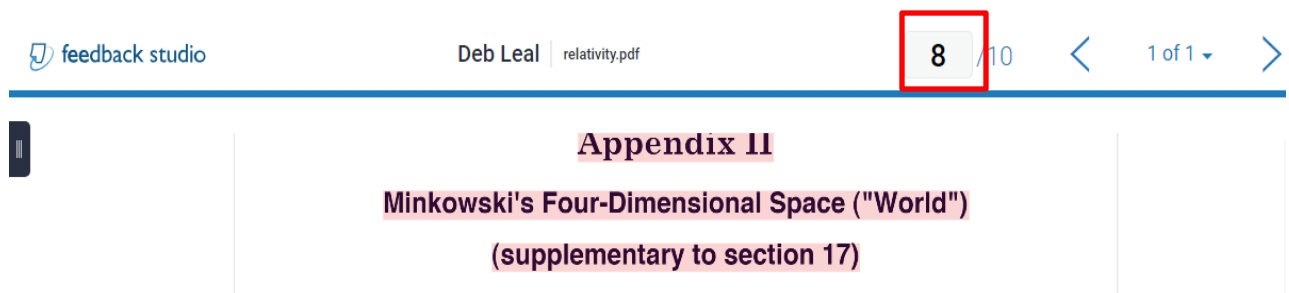 feedback studio Deb Leal relativity.pdf 8 /10 1 of 1
Appendix II
Minkowski's Four-Dimensional Space ("World")
(supplementary to section 17)